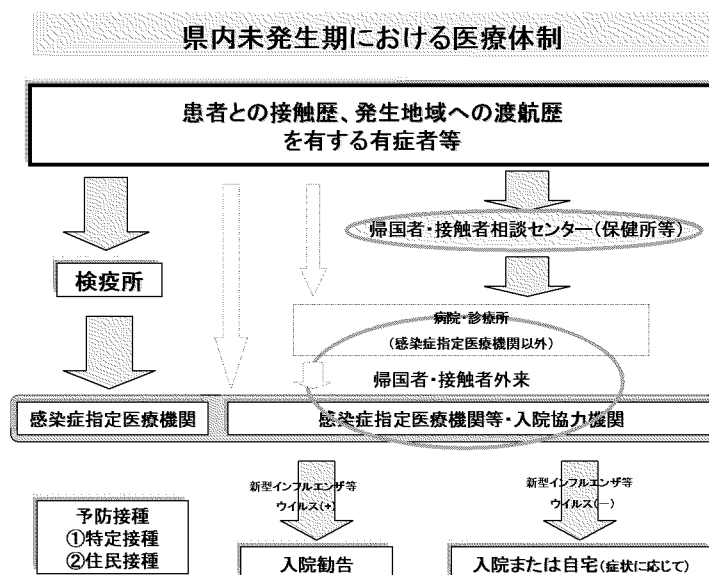 県内未発生期における医療体制
患者との接触歴、発生地域への渡航歴
を有する有症者等
帰国者・接触者相談センター(保健所等)
検疫所
病院・診療所
(感染症指定医療機関以外)
帰国者・接触者外来
感染症指定医療機関
感染症指定医療機関等・入院協力機関
新型インフルエンザ等
ウイルス(+)
新型インフルエンザ等
ウイルス(-)
予防接種
①特定接種
②住民接種
入院勧告
入院または自宅(症状に応じて)